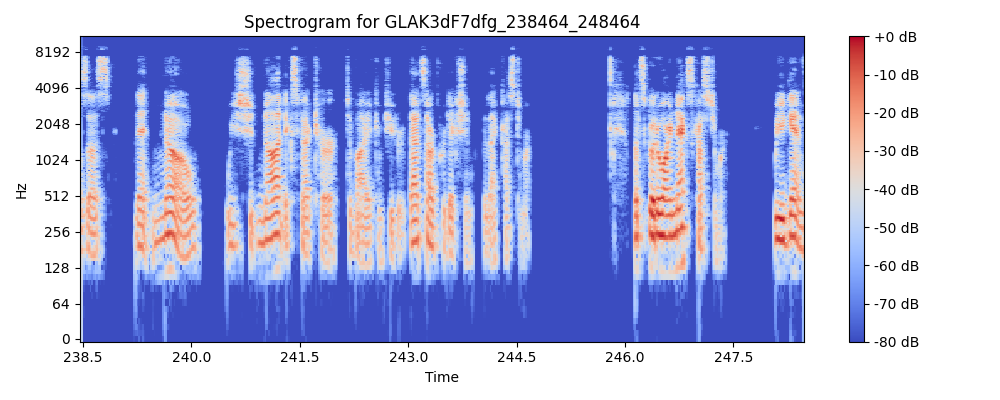 Spectrogram for GLAK3dF7dfg_238464_248464
8192
4096
2048
1024
512
256
128
64
0
Hz
238.5 240.0 241.5 243.0 244.5 246.0 247.5
Time
+0 dB
-10 dB
-20 dB
-30 dB
-40 dB
-50 dB
-60 dB
-70 dB
-80 dB